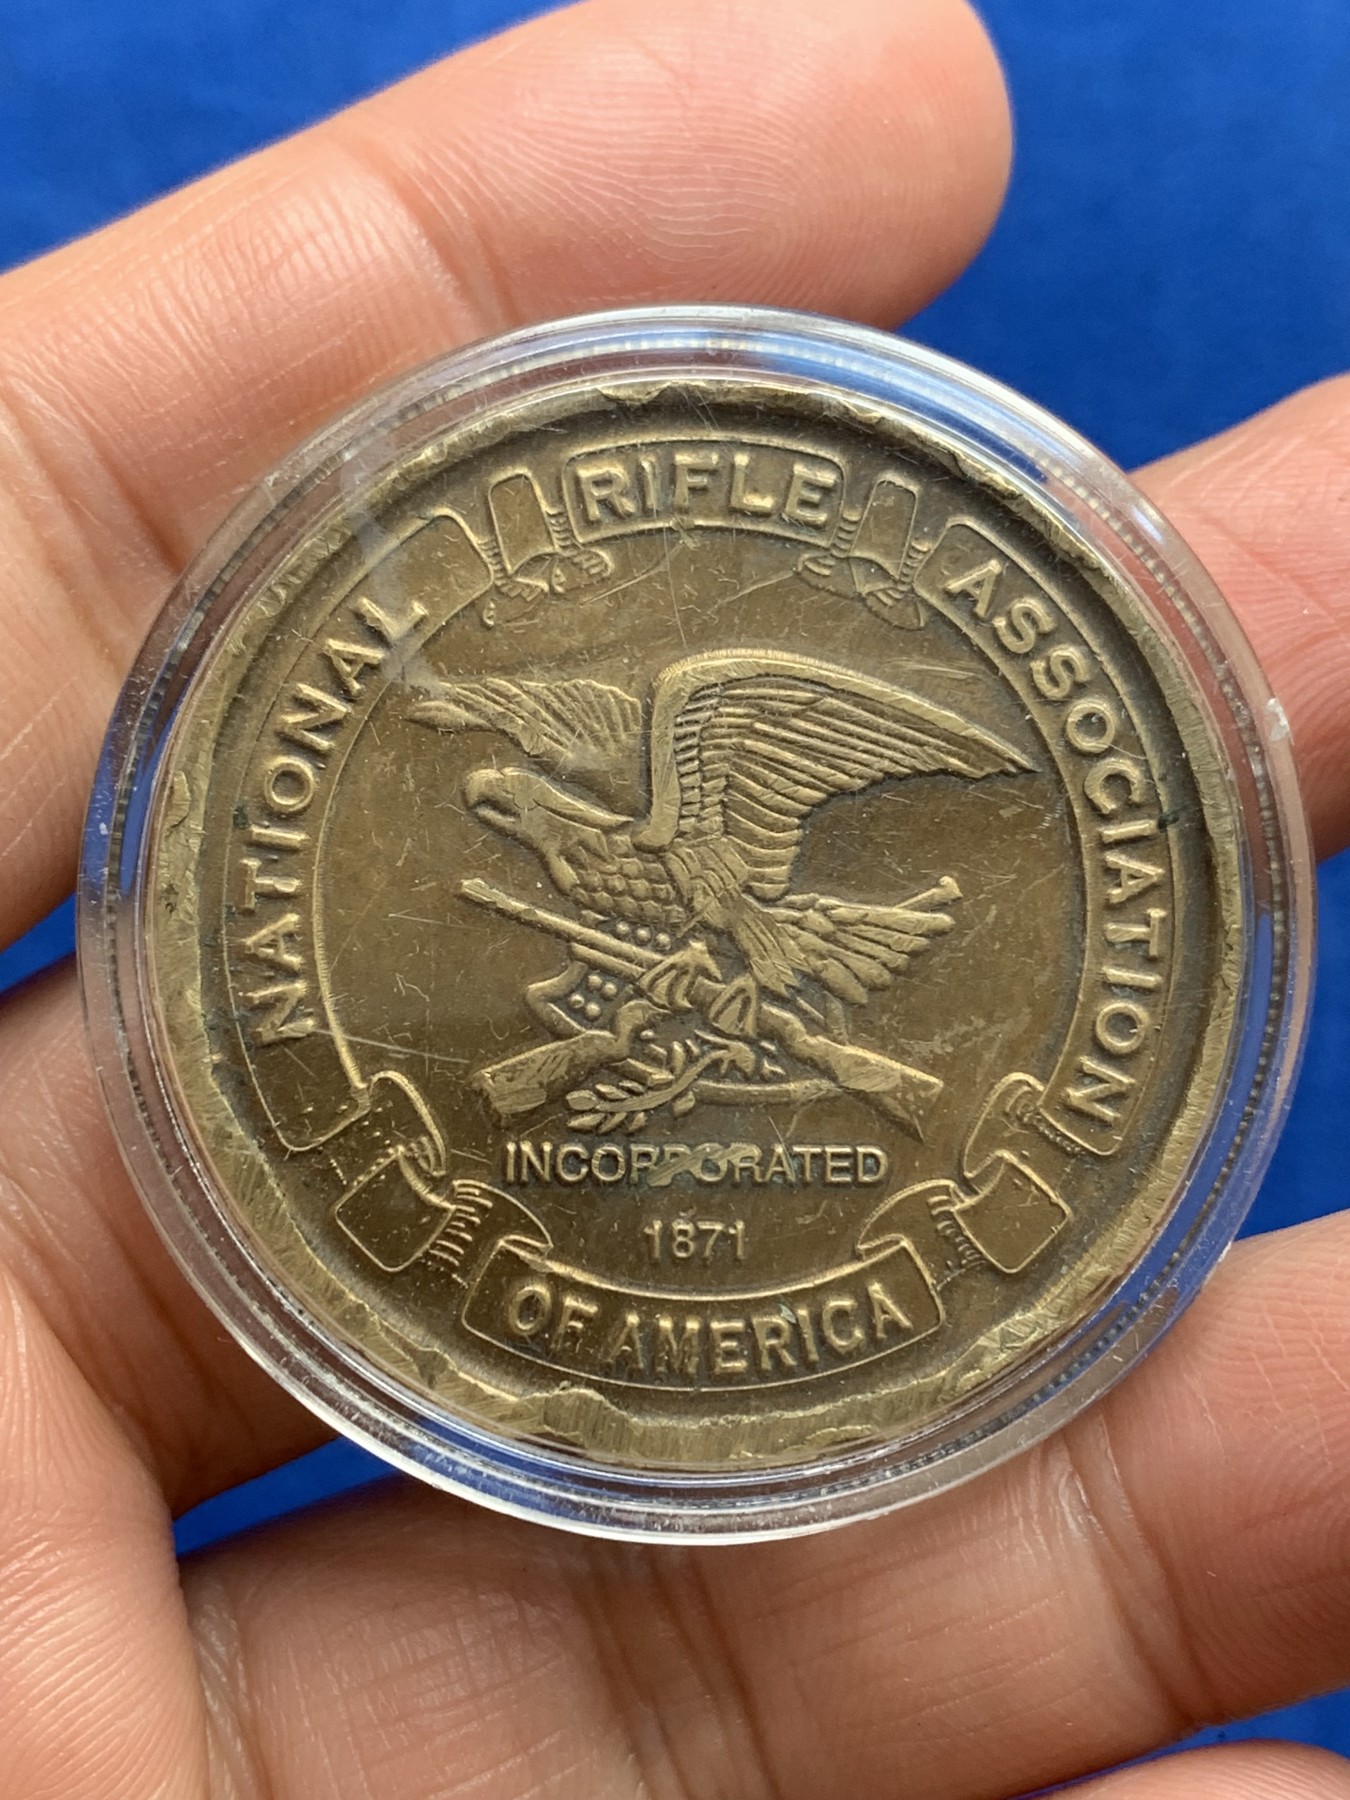 NATIONAL
RIFLE
ASSOCIATION
INCORPORATED
1871
OF AMERICA